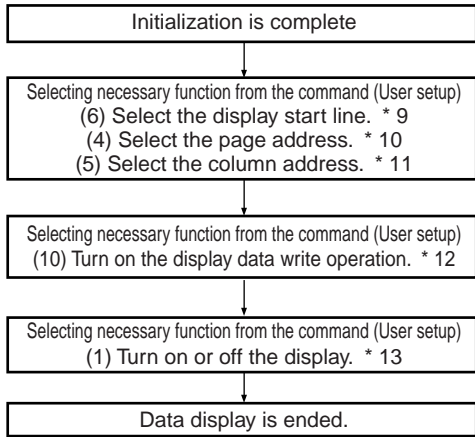 Initialization is complete
Selecting necessary function from the command (User setup)
(6) Select the display start line. * 9
(4) Select the page address. * 10
(5) Select the column address. * 11
Selecting necessary function from the command (User setup)
(10) Turn on the display data write operation. * 12
Selecting necessary function from the command (User setup)
(1) Turn on or off the display. * 13
Data display is ended.